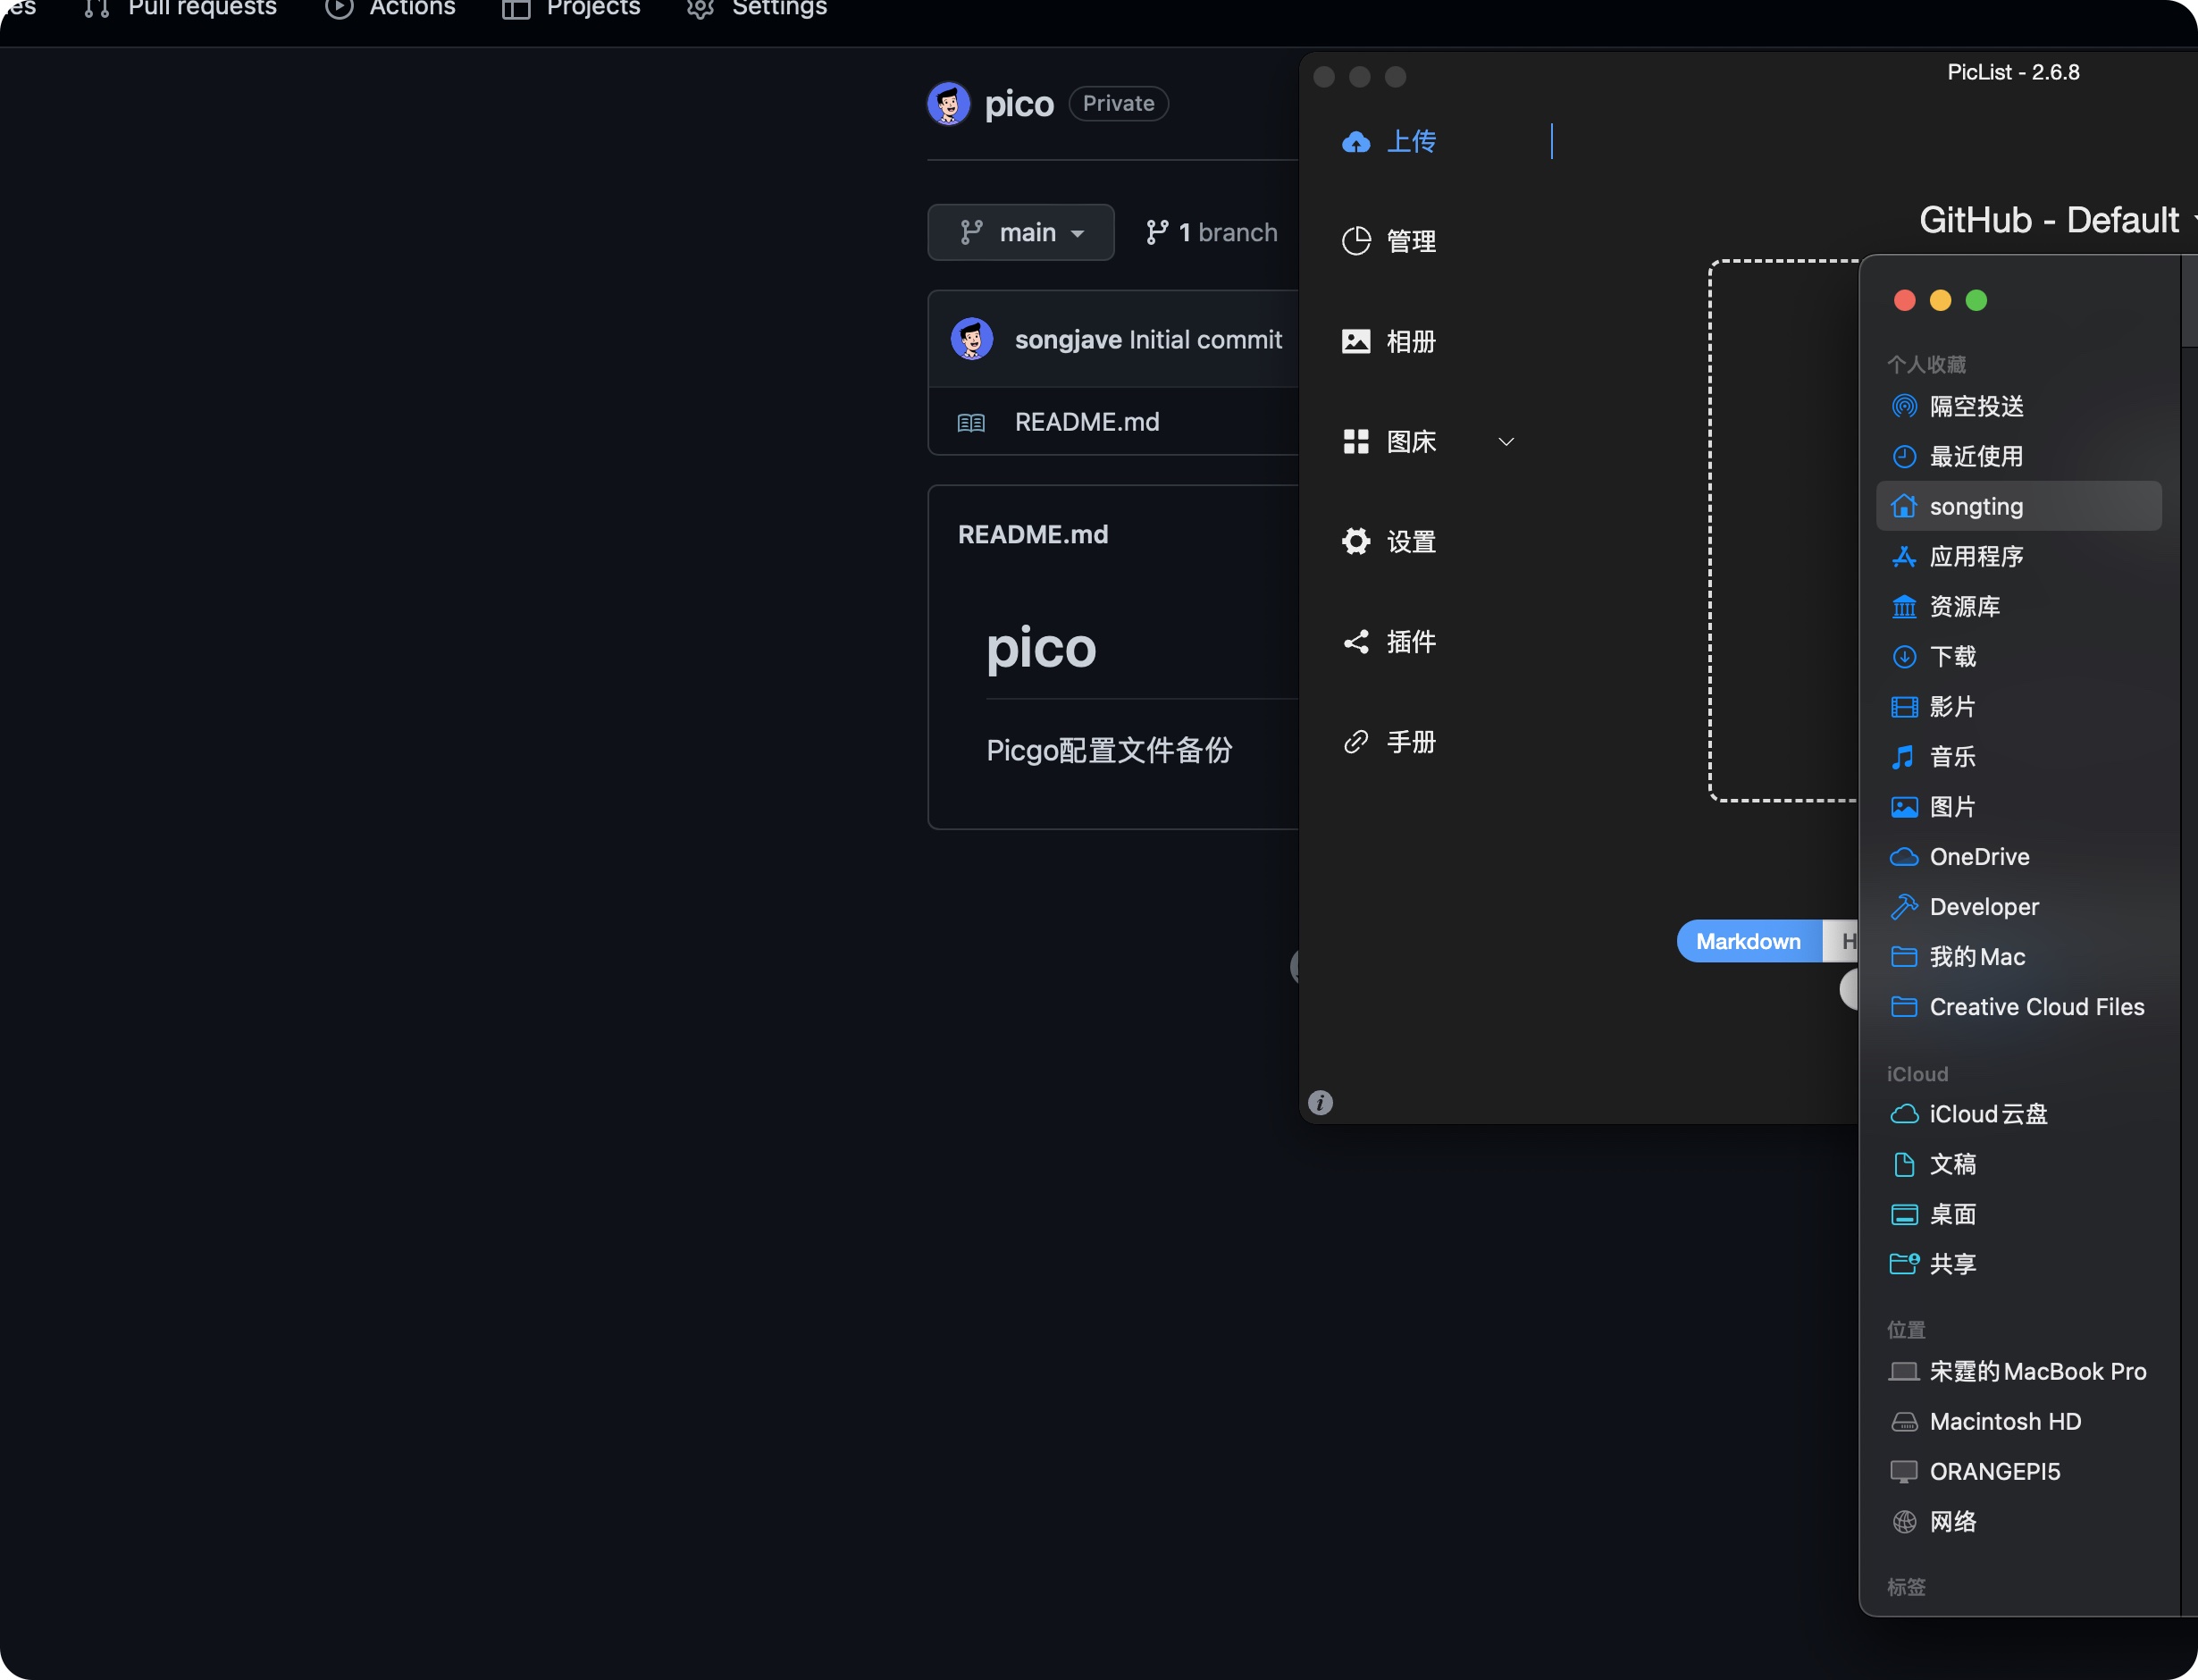 Pull requests
Actions
Projects
Settings
pico
Private
main
1 branch
songjave Initial commit
README.md
README.md
pico
Picgo配置文件备份
PicList - 2.6.8
上传
管理
相册
图床
设置
插件
手册
GitHub - Default
Markdown
个人收藏
隔空投送
最近使用
songting
应用程序
资源库
下载
影片
音乐
图片
OneDrive
Developer
我的Mac
Creative Cloud Files
iCloud
iCloud云盘
文稿
桌面
共享
位置
宋霆的MacBook Pro
Macintosh HD
ORANGEPI5
网络
标签